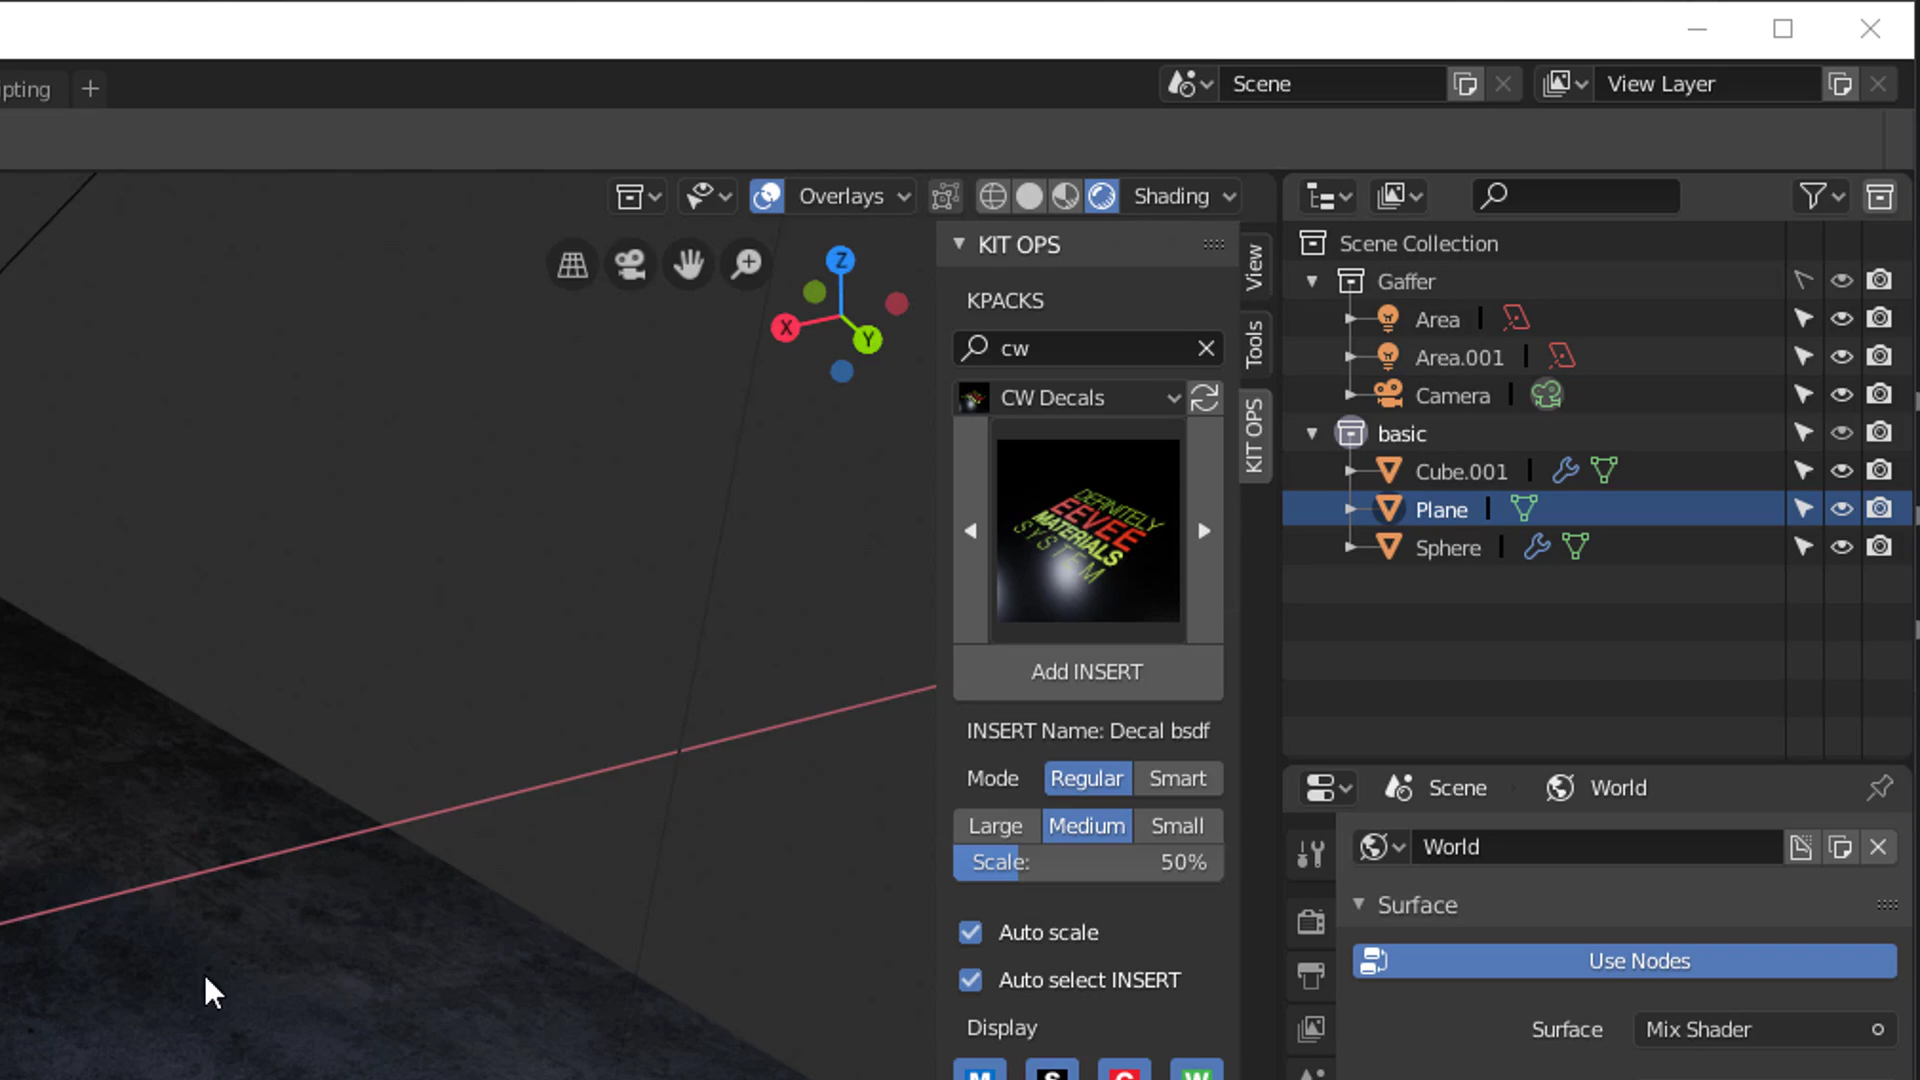 pting
+
Scene
View Layer
Overlays
Shading
Z
X
Y
KIT OPS
KPACKS
cw
CW Decals
DEFINITELY
EEVEE
MATERIALS
SYSTEM
Add INSERT
INSERT Name: Decal bsdf
Mode
Regular
Smart
Large
Medium
Small
Scale:
50%
Auto scale
Auto select INSERT
Display
M
S
C
W
View
Tools
KIT OPS
Scene Collection
Gaffer
Area
Area.001
Camera
basic
Cube.001
Plane
Sphere
Scene
World
World
Surface
Use Nodes
Surface
Mix Shader